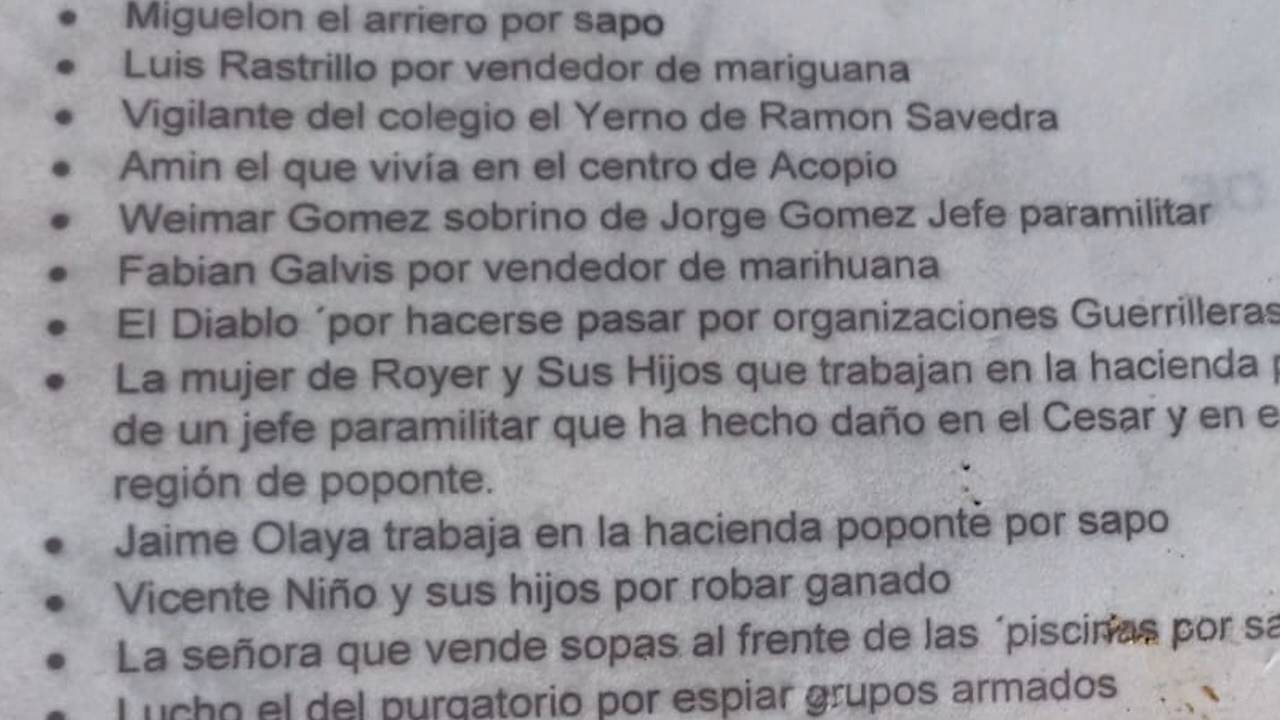 • Miguelon el arriero por sapo
• Luis Rastrillo por vendedor de mariguana
• Vigilante del colegio el Yerno de Ramon Savedra
• Amin el que vivía en el centro de Acopio
• Weimar Gomez sobrino de Jorge Gomez Jefe paramilitar
• Fabian Galvis por vendedor de marihuana
• El Diablo ´por hacerse pasar por organizaciones Guerrilleras
• La mujer de Royer y Sus Hijos que trabajan en la hacienda
de un jefe paramilitar que ha hecho daño en el Cesar y en
región de poponte.
• Jaime Olaya trabaja en la hacienda poponte por sapo
• Vicente Niño y sus hijos por robar ganado
• La señora que vende sopas al frente de las ´piscinas por
• Lucho el del purgatorio por espiar grupos armados